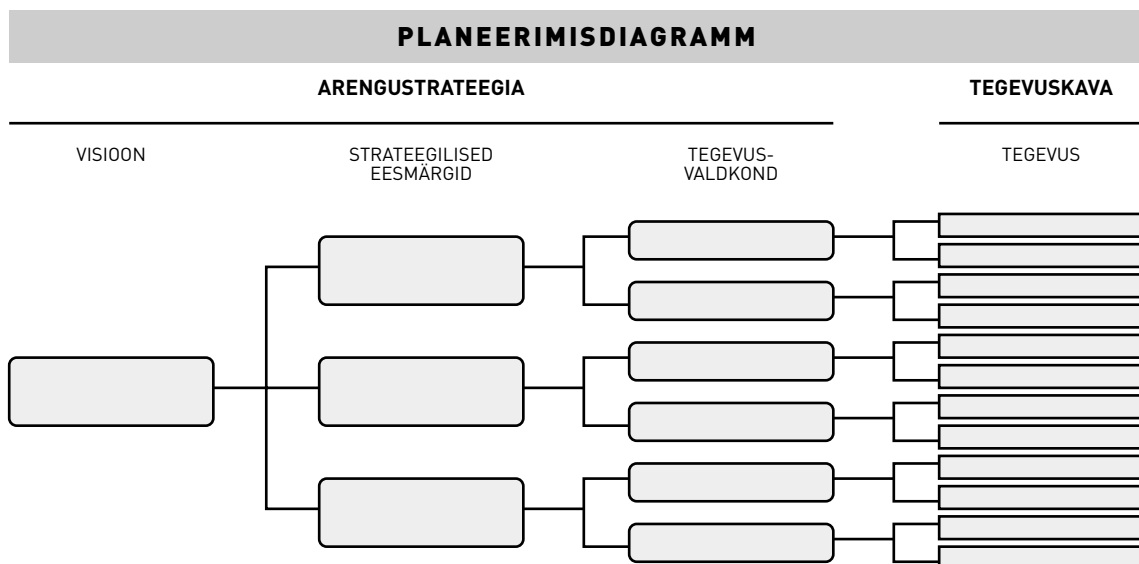 PLANEERIMISDIAGRAMM
ARENGUSTRATEEGIA
TEGEVUSKAVA
VISIOON
STRATEEGILISED
EESMÄRGID
TEGEVUS-
VALDKOND
TEGEVUS